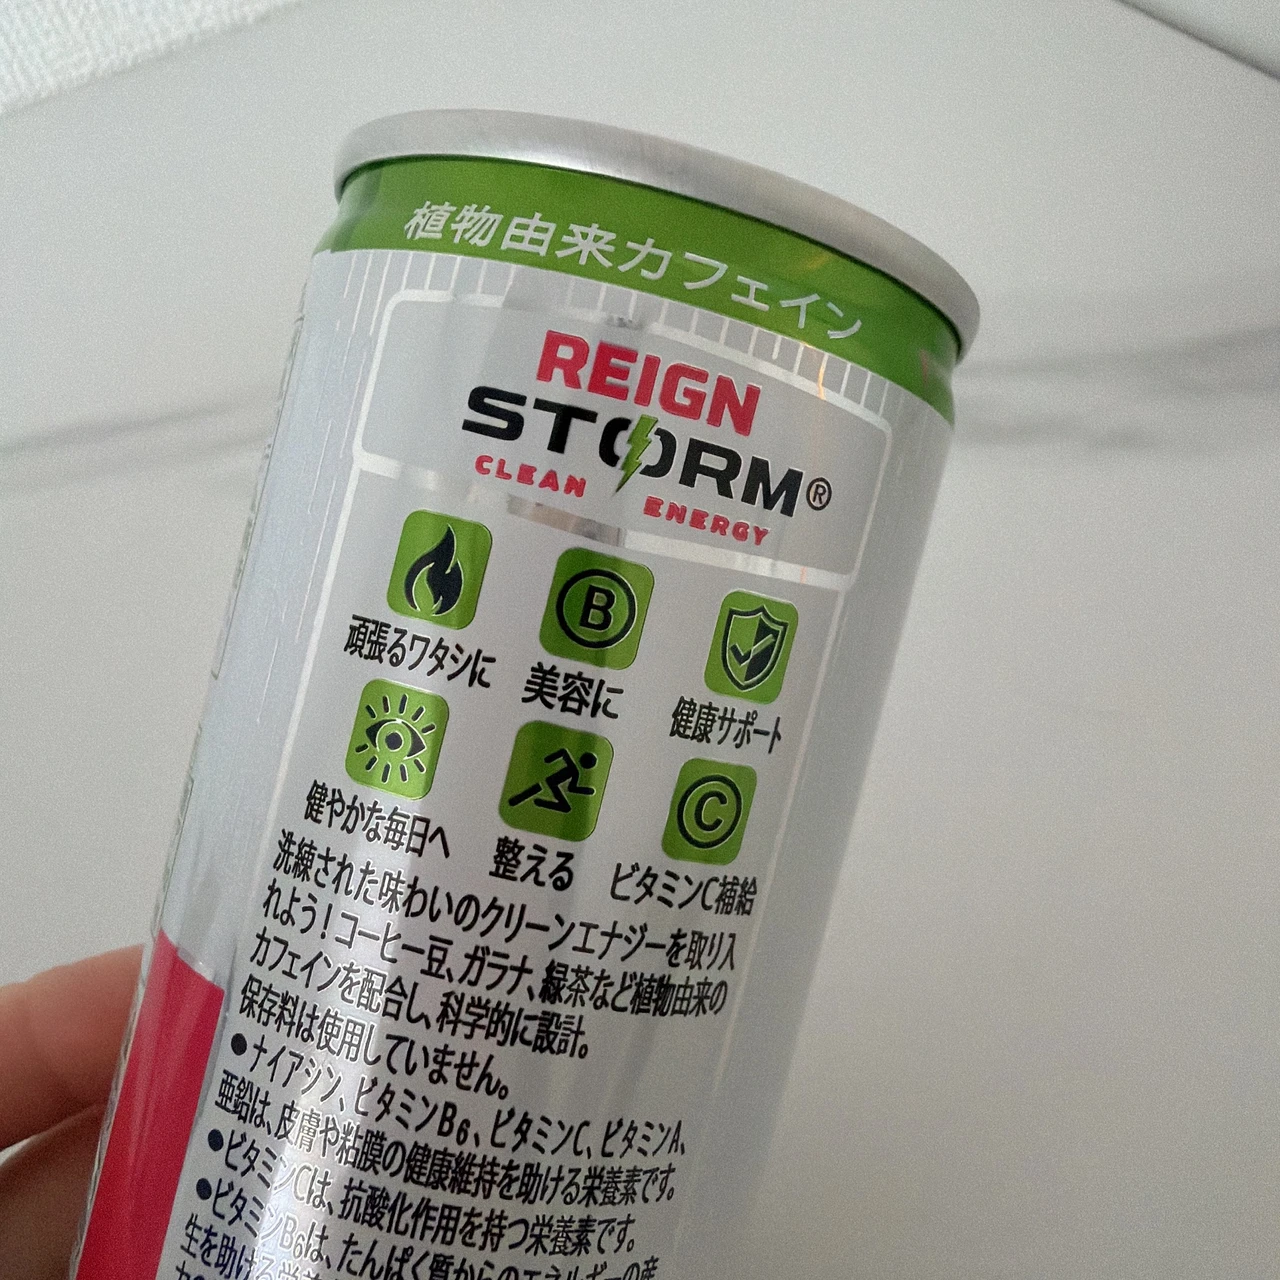 植物由来カフェイン
REIGN
STORM®
CLEAN ENERGY
頑張るワタシに
美容に
健康サポート
健やかな毎日へ
整える
ビタミンC補給
洗練された味わいのクリーンエナジーを取り入
れよう！コーヒー豆、ガラナ、緑茶など植物由来の
カフェインを配合し、科学的に設計。
保存料は使用していません。
●ナイアシン、ビタミンB6、ビタミンC、ビタミンA、
亜鉛は、皮膚や粘膜の健康維持を助ける栄養素です。
●ビタミンCは、抗酸化作用を持つ栄養素です。
●ビタミンB6は、たんぱく質からのエネルギーの産
生を助ける栄養